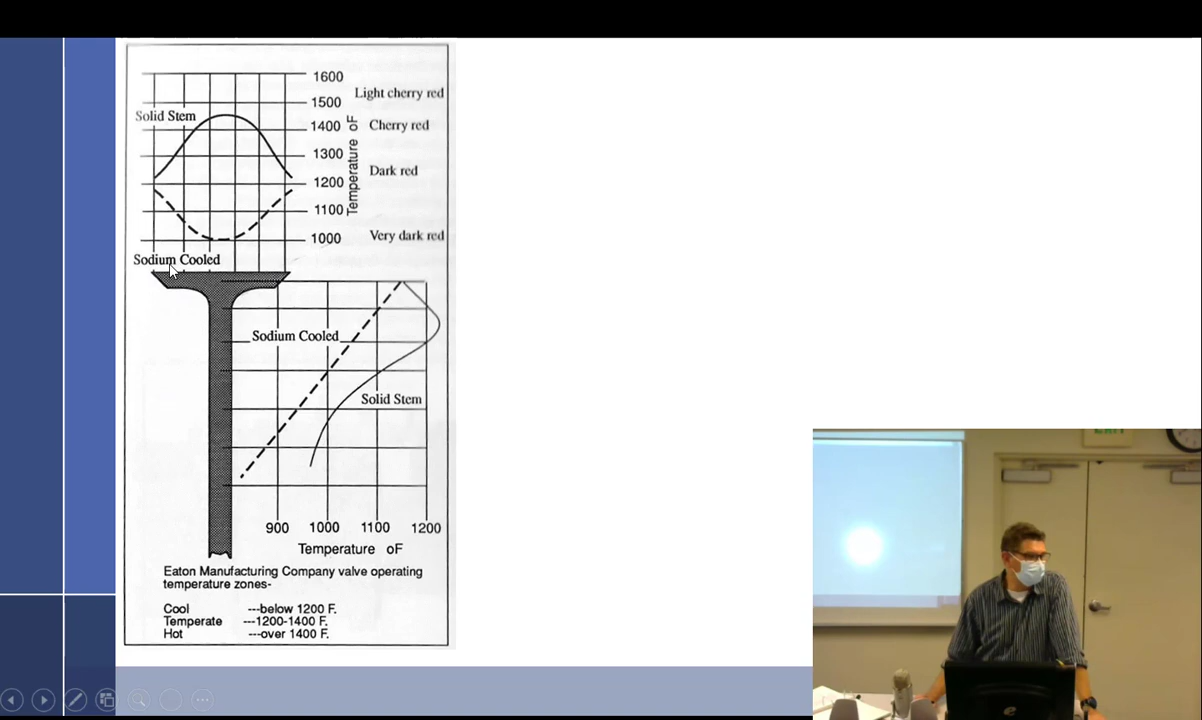 1600
Light cherry red
1500
Solid Stem
1400
Cherry red
1300
Dark red
1200
1100
Temperature oF
1000
Very dark red
Sodium Cooled
Sodium Cooled
Solid Stem
900 1000 1100 1200
Temperature oF
Eaton Manufacturing Company valve operating
temperature zones-
Cool ---below 1200 F.
Temperate ---1200-1400 F.
Hot ---over 1400 F.
EXIT